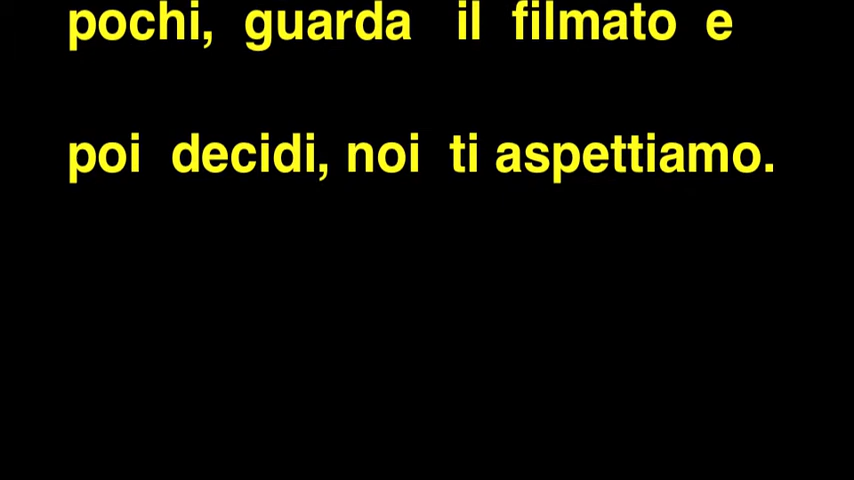 pochi, guarda il filmato e
poi decidi, noi ti aspettiamo.